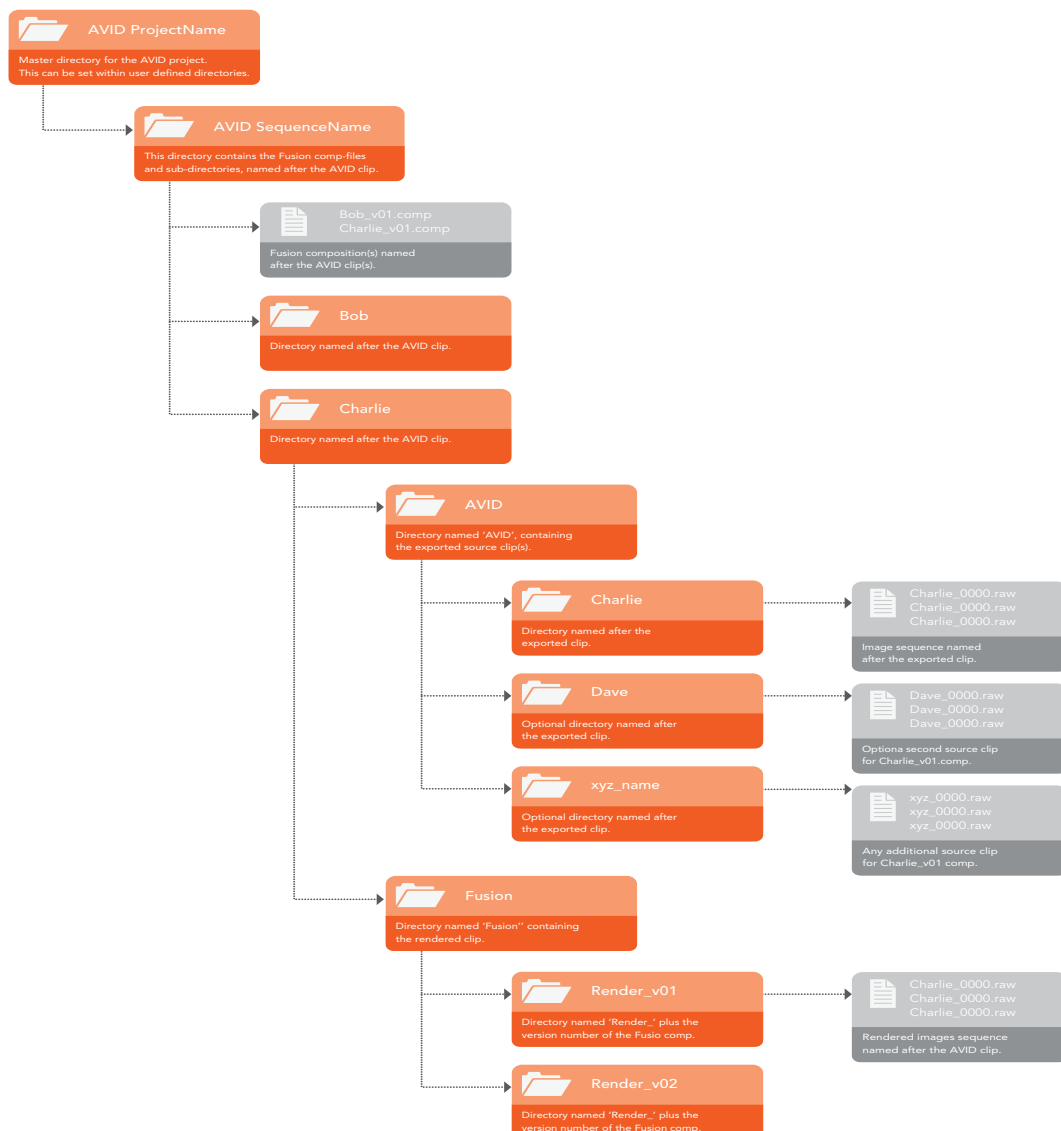 AVID ProjectName
Master directory for the AVID project.
This can be set within user defined directories.
AVID SequenceName
This directory contains the Fusion comp-files
and sub-directories, named after the AVID clip.
Bob_v01.comp
Charlie_v01.comp
Fusion composition(s) named
after the AVID clip(s).
Bob
Directory named after the AVID clip.
Charlie
Directory named after the AVID clip.
AVID
Directory named ‘AVID’, containing
the exported source clip(s).
Charlie
Directory named after the
exported clip.
Charlie_0000.raw
Charlie_0000.raw
Charlie_0000.raw
Image sequence named
after the exported clip.
Dave
Optional directory named after
the exported clip.
Dave_0000.raw
Dave_0000.raw
Dave_0000.raw
Optiona second source clip
for Charlie_v01.comp.
xyz_name
Optional directory named after
the exported clip.
xyz_0000.raw
xyz_0000.raw
xyz_0000.raw
Any additional source clip
for Charlie_v01 comp.
Fusion
Directory named ‘Fusion’’ containing
the rendered clip.
Render_v01
Directory named ‘Render_’ plus the
version number of the Fusio comp.
Charlie_0000.raw
Charlie_0000.raw
Charlie_0000.raw
Rendered images sequence
named after the AVID clip.
Render_v02
Directory named ‘Render_’ plus the
version number of the Fusion comp.